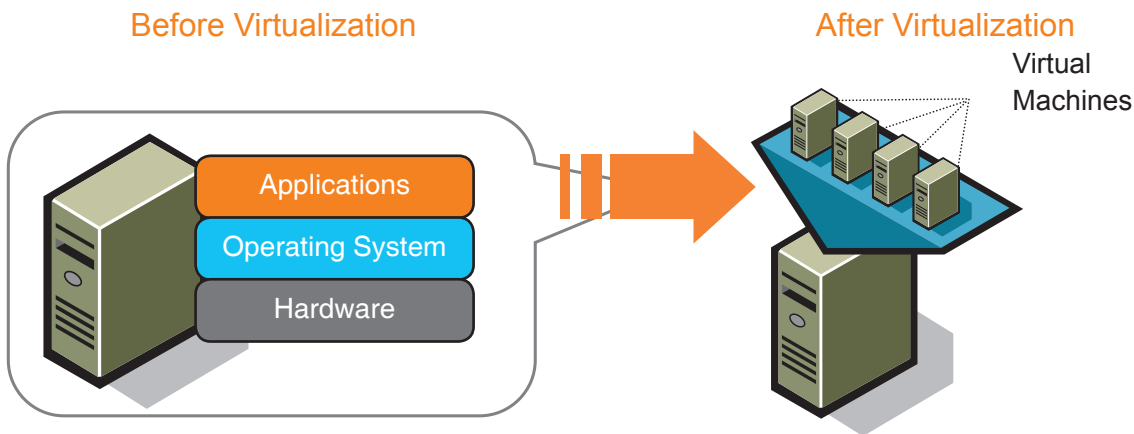 Before Virtualization
After Virtualization
Virtual
Machines
Applications
Operating System
Hardware